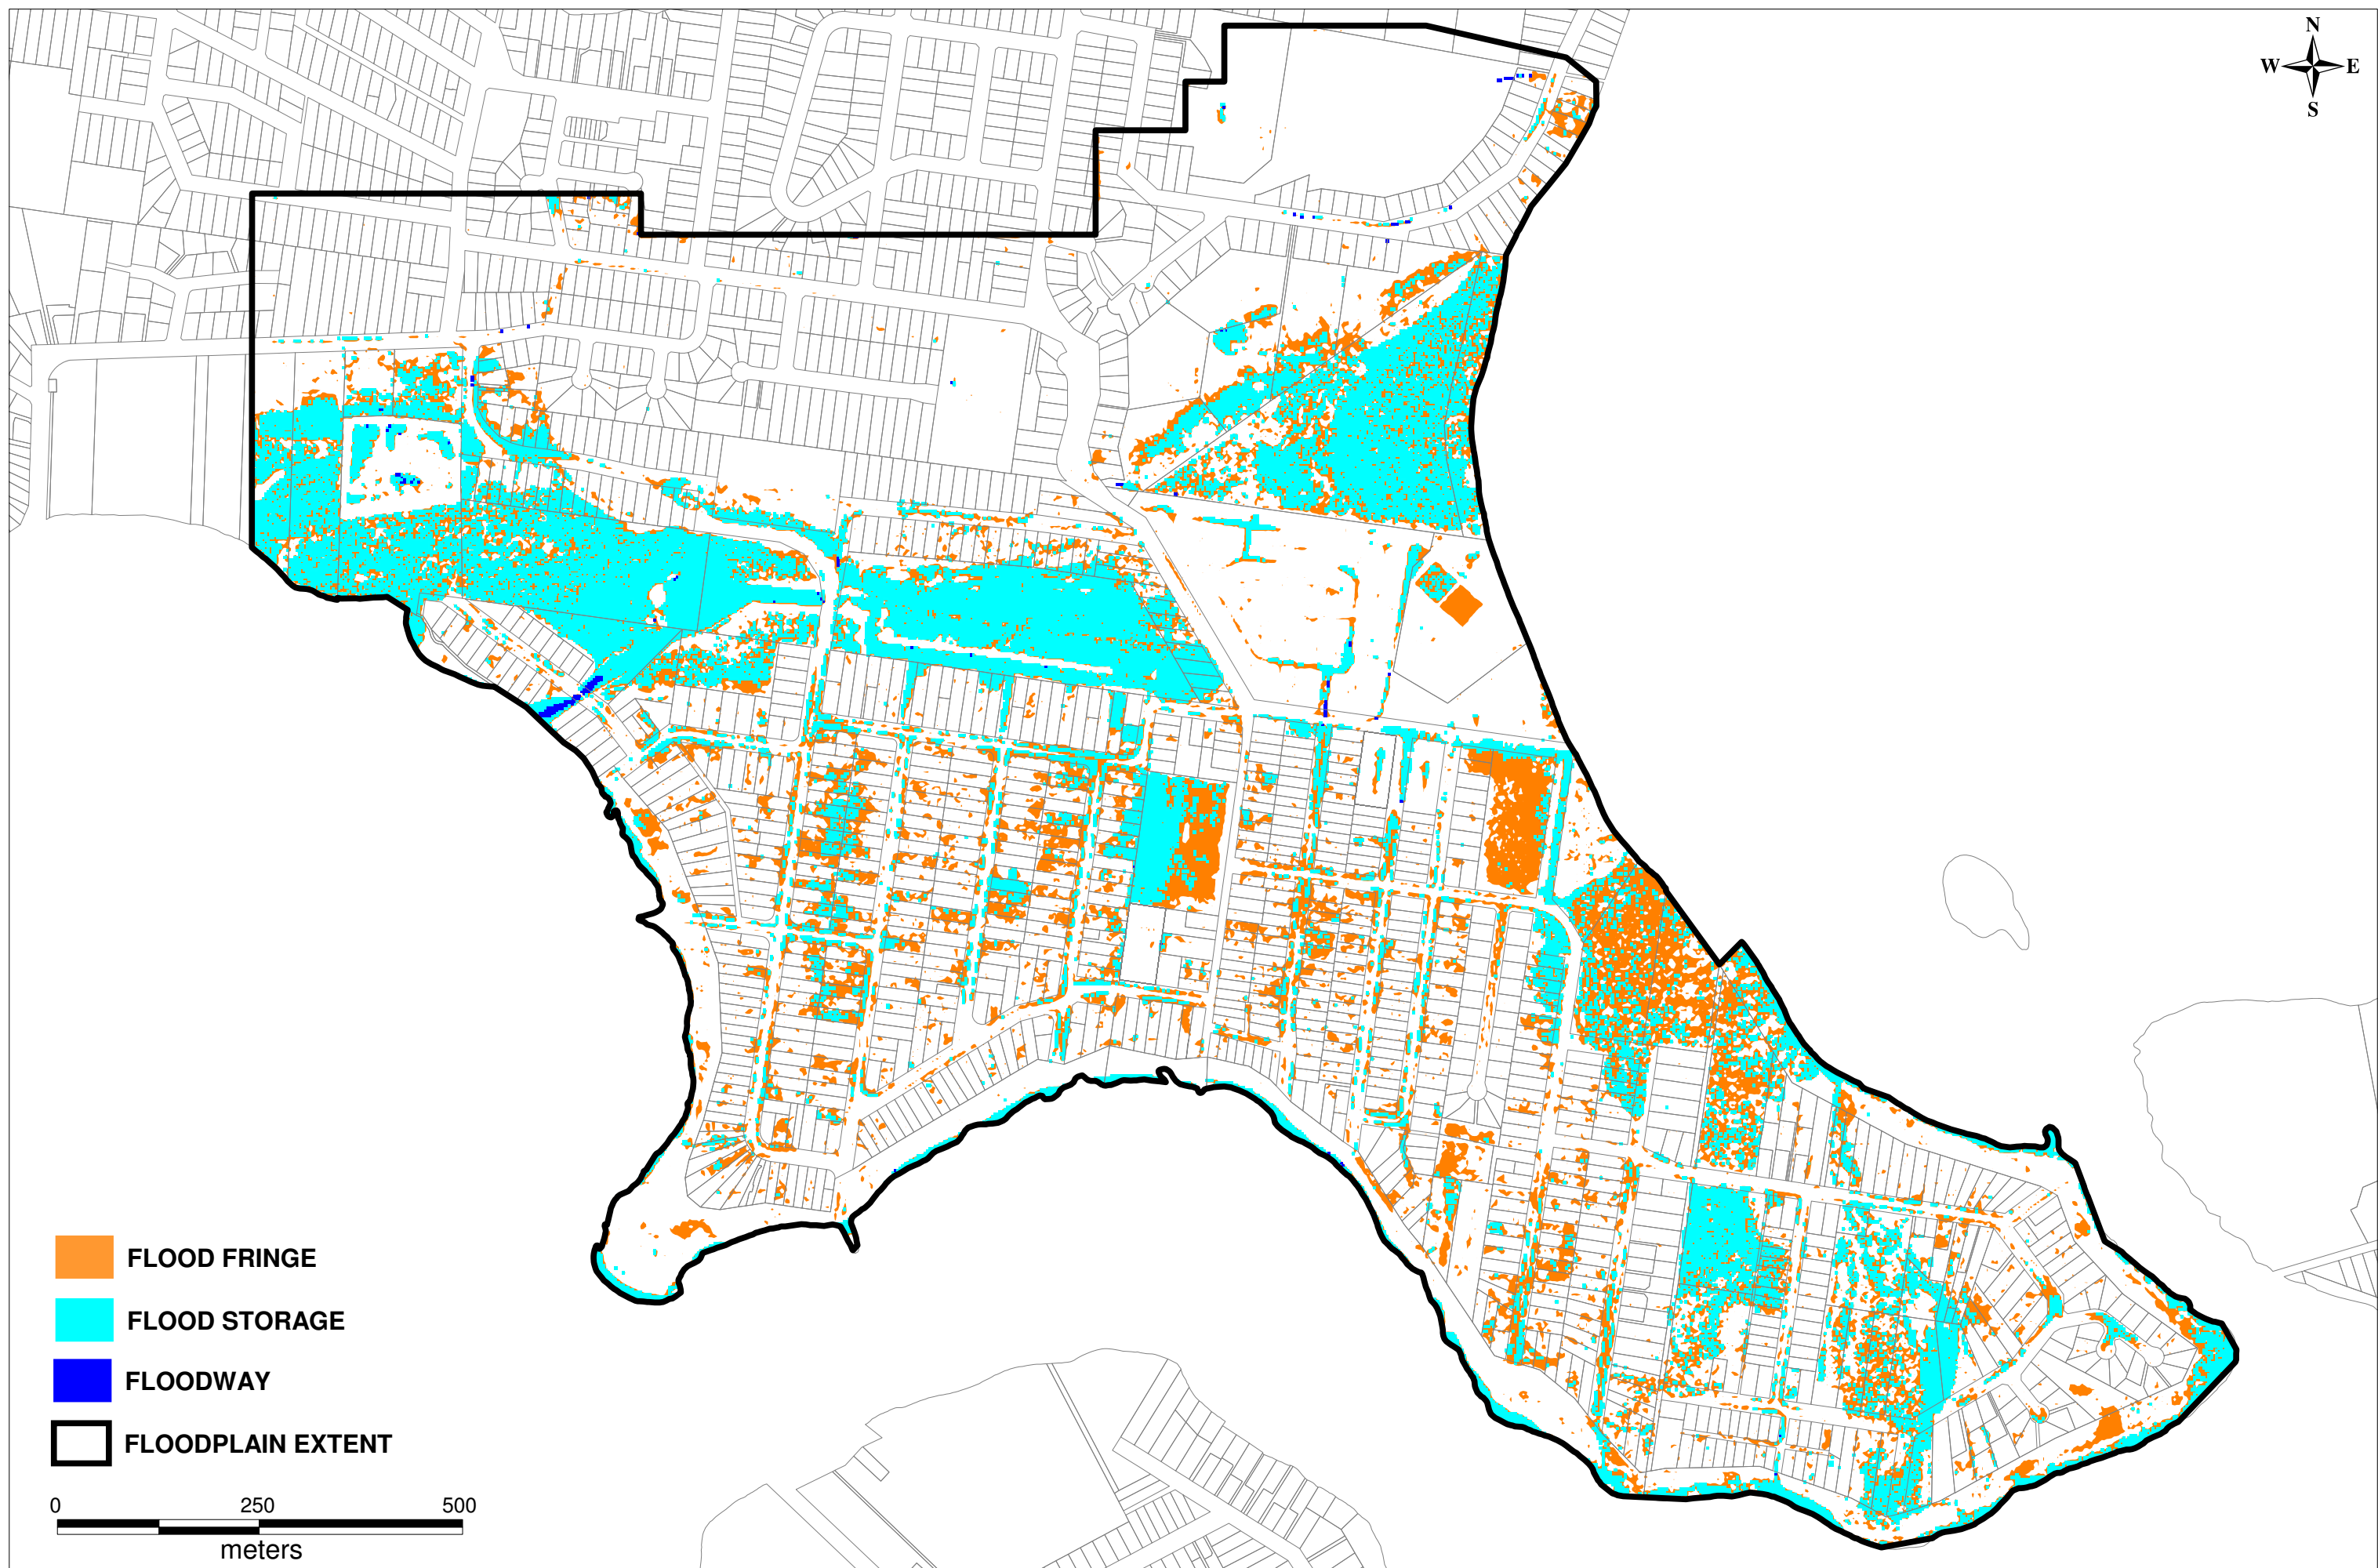 N
W E
S
FLOOD FRINGE
FLOOD STORAGE
FLOODWAY
FLOODPLAIN EXTENT
0 250 500
meters